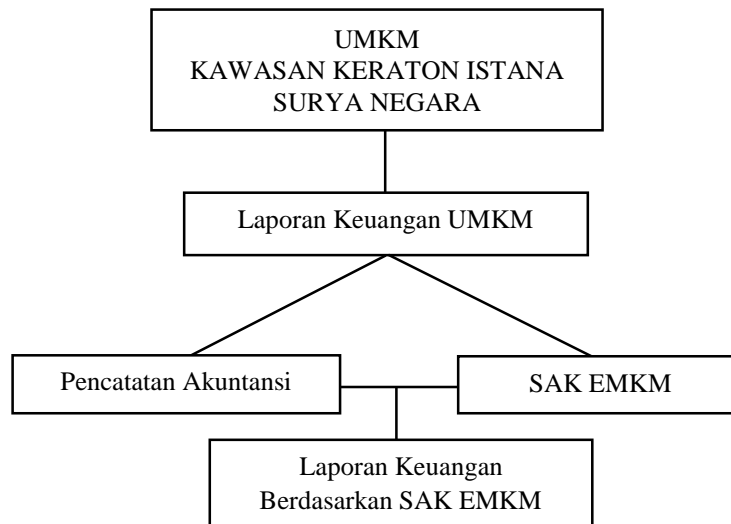 UMKM
KAWASAN KERATON ISTANA
SURYA NEGARA
Laporan Keuangan UMKM
Pencatatan Akuntansi
SAK EMKM
Laporan Keuangan
Berdasarkan SAK EMKM